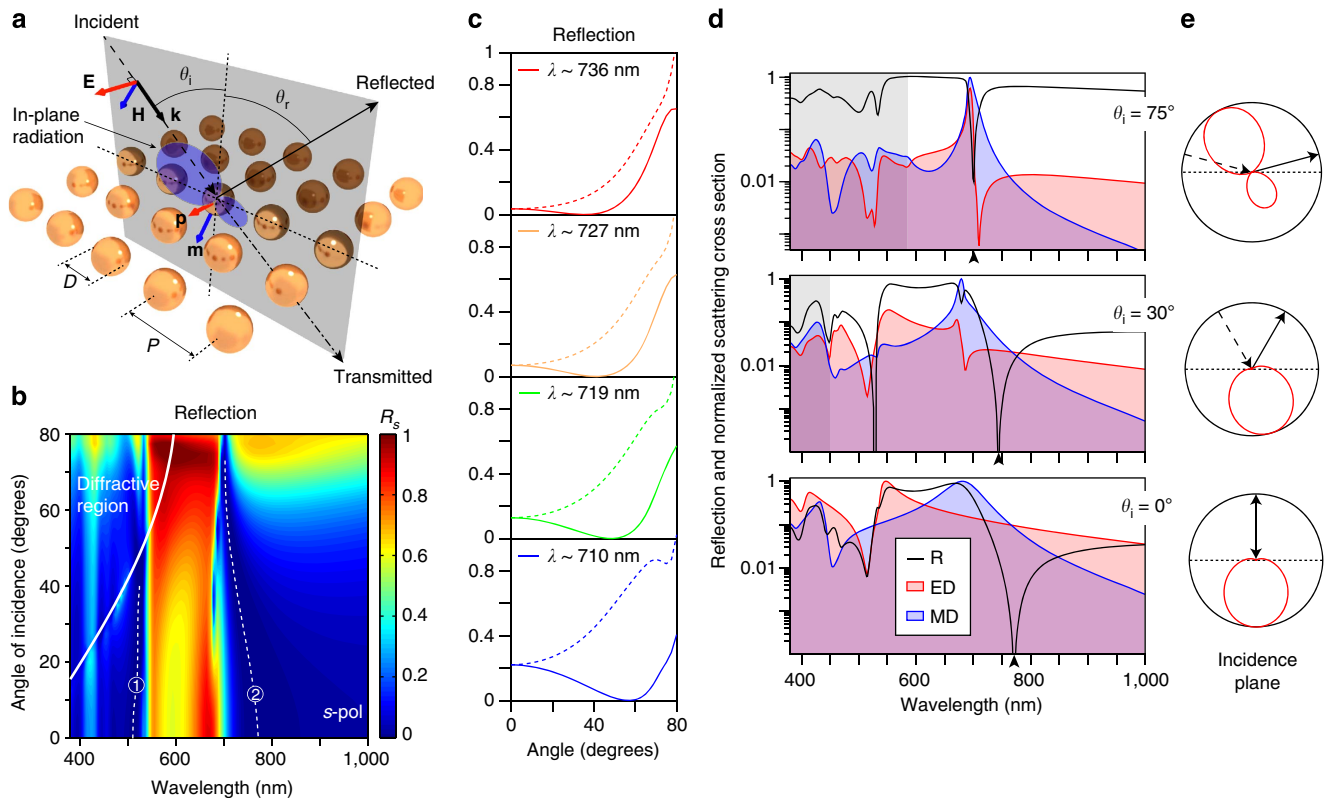 a
Incident
E
H
k
θi
θr
Reflected
In-plane
radiation
p
m
D
P
Transmitted
b
Reflection
Rs
Angle of incidence (degrees)
80
60
40
20
0
Diffractive
region
1
2
s-pol
400
600
800
1,000
Wavelength (nm)
1
0.8
0.6
0.4
0.2
0
c
Reflection
1
0.8
0.4
0
λ ~ 736 nm
0.8
0.4
0
λ ~ 727 nm
0.8
0.4
0
λ ~ 719 nm
0.8
0.4
0
λ ~ 710 nm
0
40
80
Angle (degrees)
d
Reflection and normalized scattering cross section
1
0.01
θi = 75°
1
0.01
θi = 30°
1
0.01
θi = 0°
R
ED
MD
400
600
800
1,000
Wavelength (nm)
e
Incidence
plane